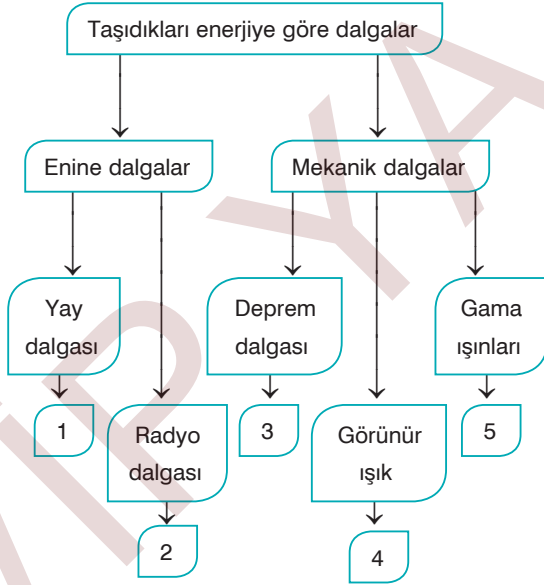 Taşıdıkları enerjiye göre dalgalar
Enine dalgalar
Mekanik dalgalar
Yay
dalgası
Deprem
dalgası
Gama
ışınları
1
Radyo
dalgası
3
Görünür
ışık
5
2
4